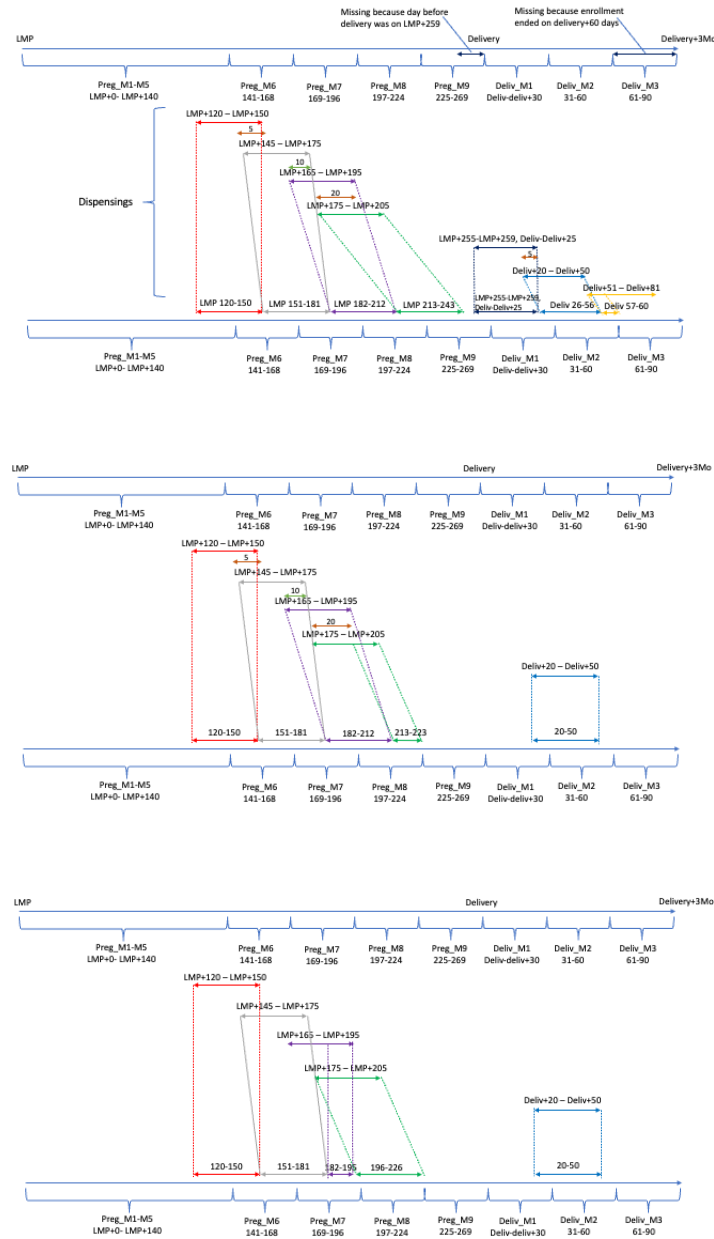 Missing because day before
delivery was on LMP+259
Missing because enrollment
ended on delivery+60 days
LMP
Delivery
Delivery+3Mo
Preg_M1-M5
LMP+0- LMP+140
Preg_M6
141-168
Preg_M7
169-196
Preg_M8
197-224
Preg_M9
225-269
Deliv_M1
Deliv-deliv+30
Deliv_M2
31-60
Deliv_M3
61-90
LMP+120 – LMP+150
5
LMP+145 – LMP+175
10
LMP+165 – LMP+195
20
LMP+175 – LMP+205
Dispensings
LMP+255-LMP+259, Deliv-Deliv+25
5
Deliv+20 – Deliv+50
Deliv+51 – Deliv+81
LMP 120-150
LMP 151-181
LMP 182-212
LMP 213-243
LMP+255-LMP+259,
Deliv-Deliv+25
Deliv 26-56
Deliv 57-60
Preg_M1-M5
LMP+0- LMP+140
Preg_M6
141-168
Preg_M7
169-196
Preg_M8
197-224
Preg_M9
225-269
Deliv_M1
Deliv-deliv+30
Deliv_M2
31-60
Deliv_M3
61-90
LMP
Delivery
Delivery+3Mo
Preg_M1-M5
LMP+0- LMP+140
Preg_M6
141-168
Preg_M7
169-196
Preg_M8
197-224
Preg_M9
225-269
Deliv_M1
Deliv-deliv+30
Deliv_M2
31-60
Deliv_M3
61-90
LMP+120 – LMP+150
5
LMP+145 – LMP+175
10
LMP+165 – LMP+195
20
LMP+175 – LMP+205
Deliv+20 – Deliv+50
120-150
151-181
182-212
213-223
20-50
Preg_M1-M5
LMP+0- LMP+140
Preg_M6
141-168
Preg_M7
169-196
Preg_M8
197-224
Preg_M9
225-269
Deliv_M1
Deliv-deliv+30
Deliv_M2
31-60
Deliv_M3
61-90
LMP
Delivery
Delivery+3Mo
Preg_M1-M5
LMP+0- LMP+140
Preg_M6
141-168
Preg_M7
169-196
Preg_M8
197-224
Preg_M9
225-269
Deliv_M1
Deliv-deliv+30
Deliv_M2
31-60
Deliv_M3
61-90
LMP+120 – LMP+150
LMP+145 – LMP+175
LMP+165 – LMP+195
LMP+175 – LMP+205
Deliv+20 – Deliv+50
120-150
151-181
182-195
196-226
20-50
Preg_M1-M5
LMP+0- LMP+140
Preg_M6
141-168
Preg_M7
169-196
Preg_M8
197-224
Preg_M9
225-269
Deliv_M1
Deliv-deliv+30
Deliv_M2
31-60
Deliv_M3
61-90